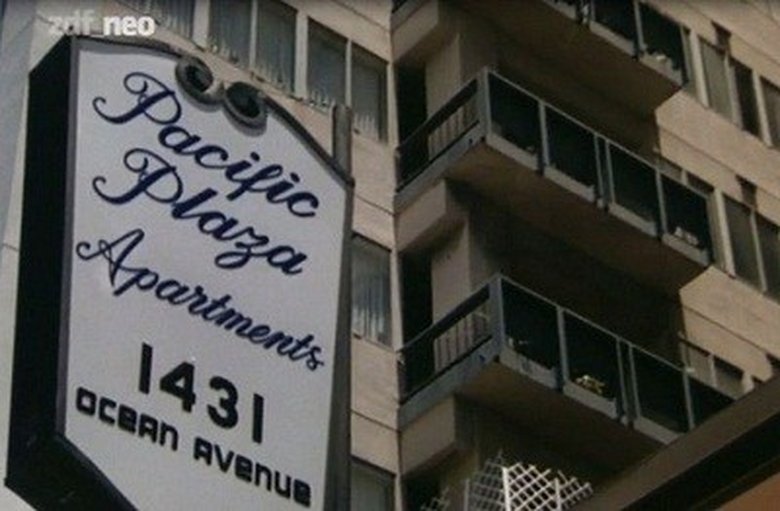 zdf_neo
Pacific
Plaza
Apartments
1431
OCEAN AVENUE